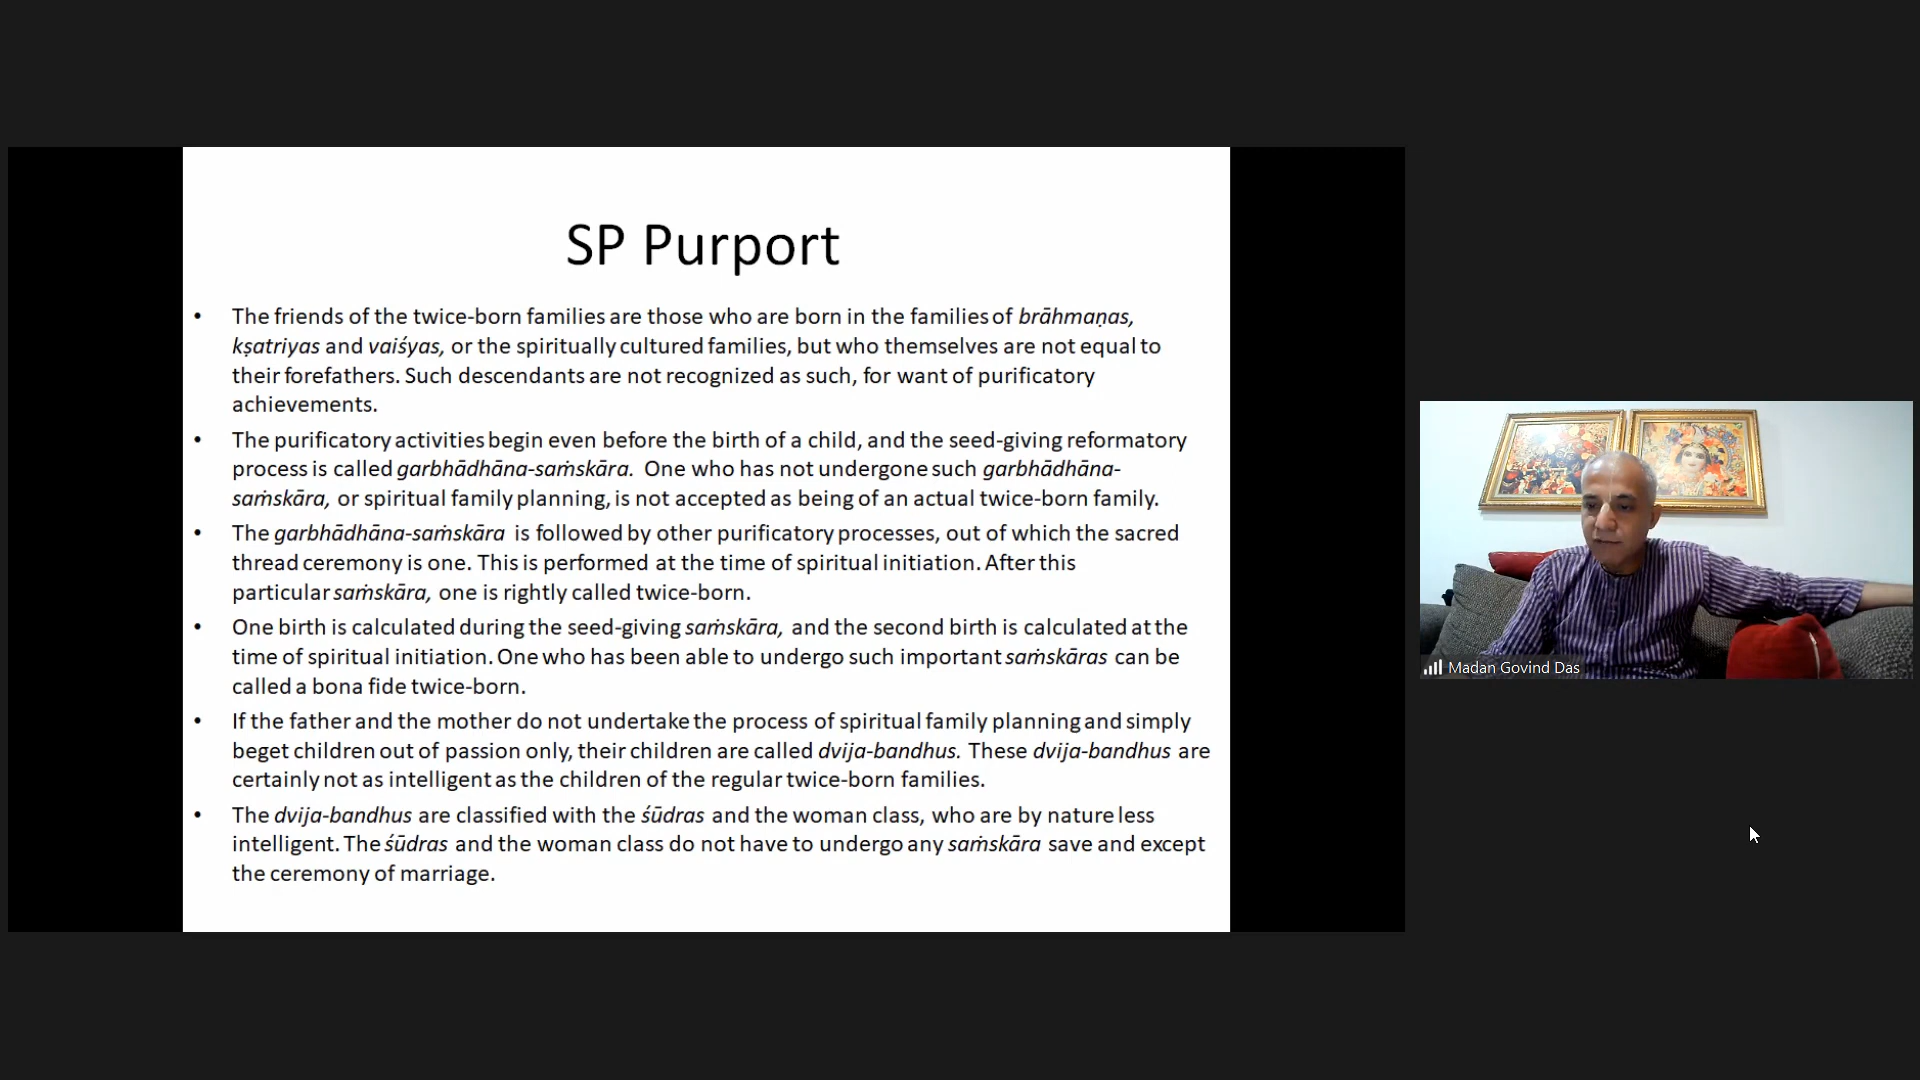 SP Purport
• The friends of the twice-born families are those who are born in the families of brāhmaṇas,
kṣatriyas and vaiśyas, or the spiritually cultured families, but who themselves are not equal to
their forefathers. Such descendants are not recognized as such, for want of purificatory
achievements.
• The purificatory activities begin even before the birth of a child, and the seed-giving reformatory
process is called garbhādhāna-saṁskāra. One who has not undergone such garbhādhāna-
saṁskāra, or spiritual family planning, is not accepted as being of an actual twice-born family.
• The garbhādhāna-saṁskāra is followed by other purificatory processes, out of which the sacred
thread ceremony is one. This is performed at the time of spiritual initiation. After this
particular saṁskāra, one is rightly called twice-born.
• One birth is calculated during the seed-giving saṁskāra, and the second birth is calculated at the
time of spiritual initiation. One who has been able to undergo such important saṁskāras can be
called a bona fide twice-born.
• If the father and the mother do not undertake the process of spiritual family planning and simply
beget children out of passion only, their children are called dvija-bandhus. These dvija-bandhus are
certainly not as intelligent as the children of the regular twice-born families.
• The dvija-bandhus are classified with the śūdras and the woman class, who are by nature less
intelligent. The śūdras and the woman class do not have to undergo any saṁskāra save and except
the ceremony of marriage.
Madan Govind Das